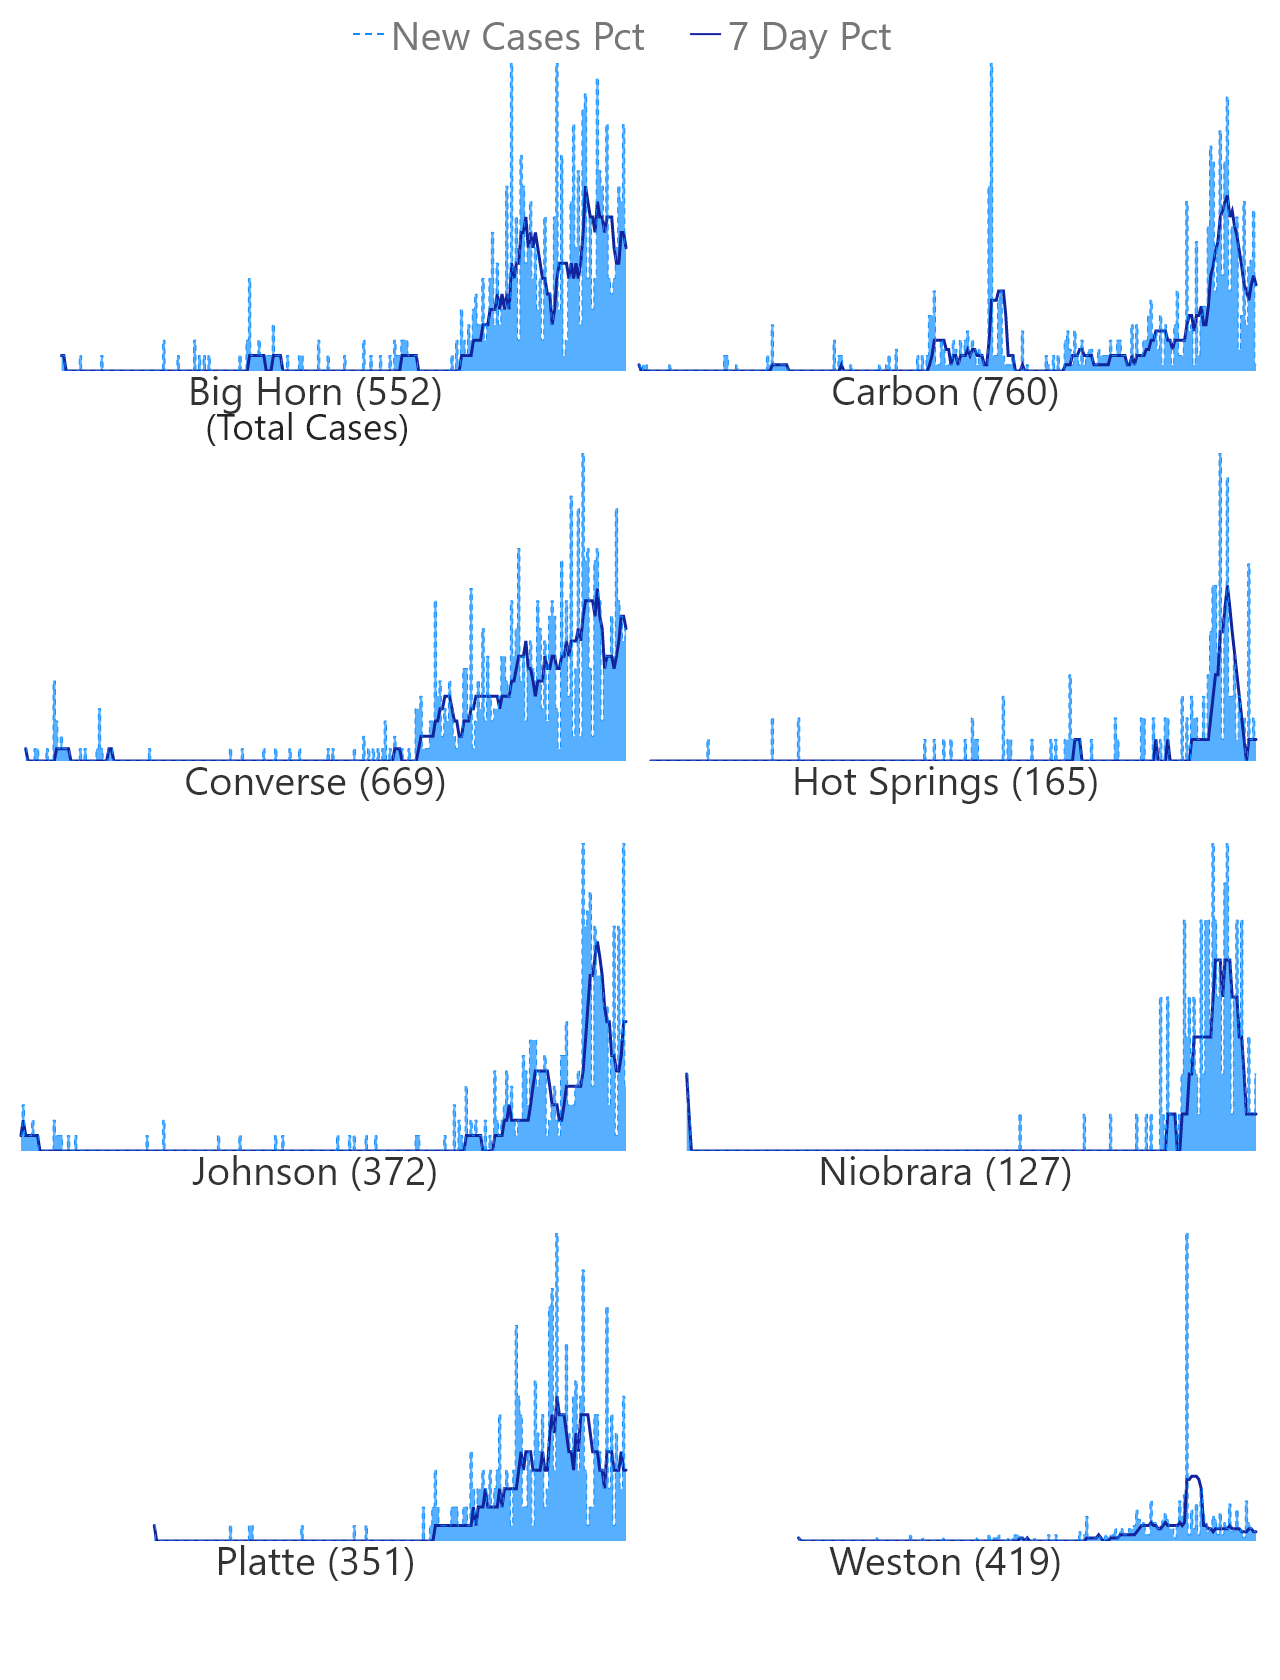 New Cases Pct 7 Day Pct
Big Horn (552) Carbon (760)
(Total Cases)
Converse (669) Hot Springs (165)
Johnson (372) Niobrara (127)
Platte (351) Weston (419)